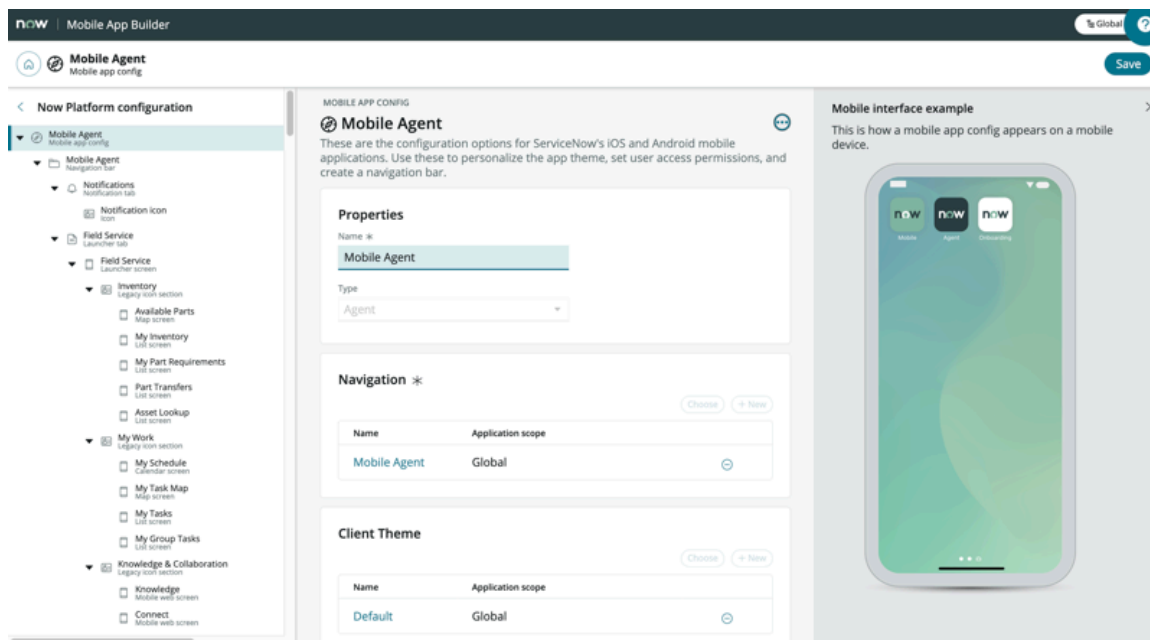 now Mobile App Builder
Global
?
Mobile Agent
Mobile app config
Save
Now Platform configuration
Mobile Agent
Mobile app config
Mobile Agent
Navigation bar
Notifications
Notification tab
Notification icon
Icon
Field Service
Launcher tab
Field Service
Launcher screen
Inventory
Legacy icon section
Available Parts
Map screen
My Inventory
List screen
My Part Requirements
List screen
Part Transfers
List screen
Asset Lookup
List screen
My Work
Legacy icon section
My Schedule
Calendar screen
My Task Map
Map screen
My Tasks
List screen
My Group Tasks
List screen
Knowledge & Collaboration
Legacy icon section
Knowledge
Mobile web screen
Connect
Mobile web screen
MOBILE APP CONFIG
Mobile Agent
These are the configuration options for ServiceNow's iOS and Android mobile
applications. Use these to personalize the app theme, set user access permissions, and
create a navigation bar.
Properties
Name *
Mobile Agent
Type
Agent
Navigation *
Choose + New
Name Application scope
Mobile Agent Global
Client Theme
Choose + New
Name Application scope
Default Global
Mobile interface example
This is how a mobile app config appears on a mobile
device.
now now now
Mobile Agent Onboarding